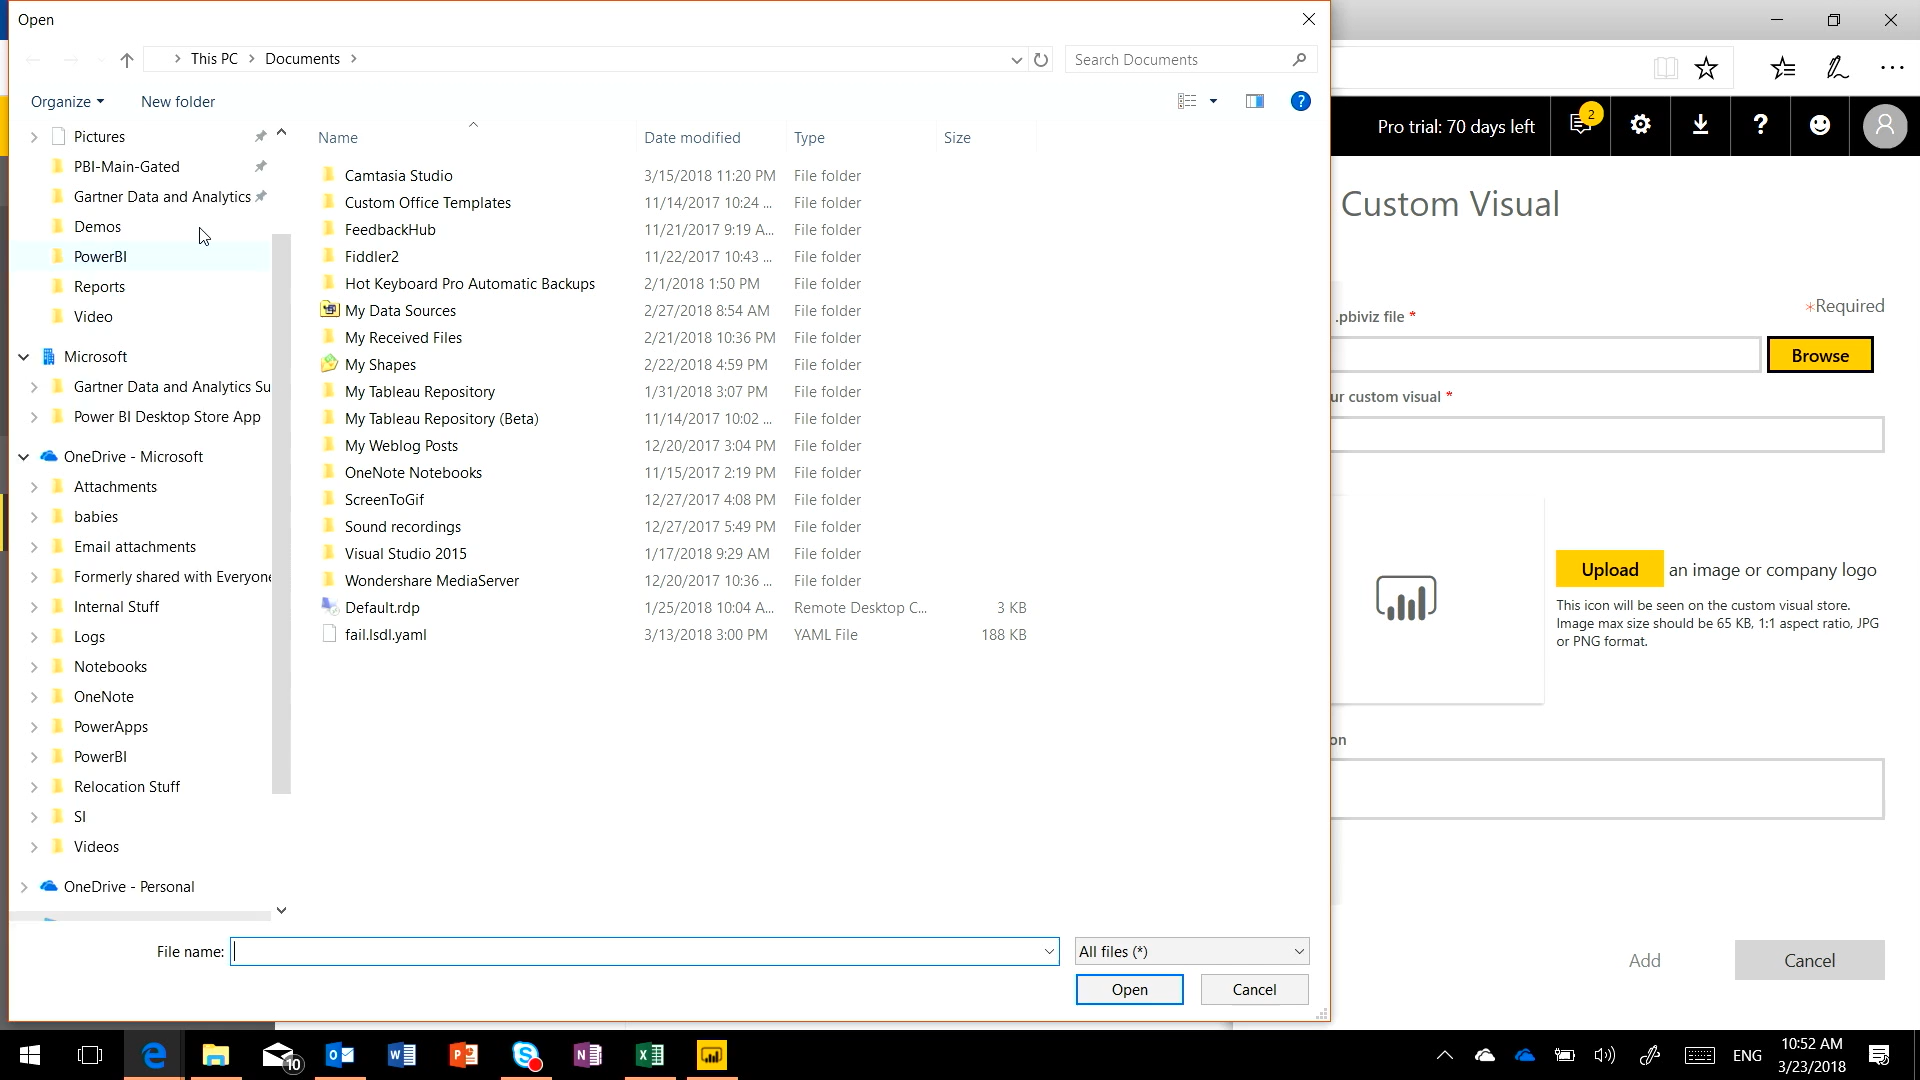 Open
This PC > Documents >
Search Documents
Organize
New folder
?
Pictures
PBI-Main-Gated
Gartner Data and Analytics
Demos
PowerBI
Reports
Video
Microsoft
Gartner Data and Analytics Su
Power BI Desktop Store App
OneDrive - Microsoft
Attachments
babies
Email attachments
Formerly shared with Everyone
Internal Stuff
Logs
Notebooks
OneNote
PowerApps
PowerBI
Relocation Stuff
SI
Videos
OneDrive - Personal
Name Date modified Type Size
Camtasia Studio 3/15/2018 11:20 PM File folder
Custom Office Templates 11/14/2017 10:24 ... File folder
FeedbackHub 11/21/2017 9:19 A... File folder
Fiddler2 11/22/2017 10:43 ... File folder
Hot Keyboard Pro Automatic Backups 2/1/2018 1:50 PM File folder
My Data Sources 2/27/2018 8:54 AM File folder
My Received Files 2/21/2018 10:36 PM File folder
My Shapes 2/22/2018 4:59 PM File folder
My Tableau Repository 1/31/2018 3:07 PM File folder
My Tableau Repository (Beta) 11/14/2017 10:02 ... File folder
My Weblog Posts 12/20/2017 3:04 PM File folder
OneNote Notebooks 11/15/2017 2:19 PM File folder
ScreenToGif 12/27/2017 4:08 PM File folder
Sound recordings 12/27/2017 5:49 PM File folder
Visual Studio 2015 1/17/2018 9:29 AM File folder
Wondershare MediaServer 12/20/2017 10:36 ... File folder
Default.rdp 1/25/2018 10:04 A... Remote Desktop C... 3 KB
fail.lsdl.yaml 3/13/2018 3:00 PM YAML File 188 KB
File name:
All files (*)
Open
Cancel
Pro trial: 70 days left
2
?
Custom Visual
*Required
.pbiviz file *
Browse
ur custom visual *
Upload an image or company logo
This icon will be seen on the custom visual store.
Image max size should be 65 KB, 1:1 aspect ratio, JPG
or PNG format.
on
Add
Cancel
10
ENG
10:52 AM
3/23/2018